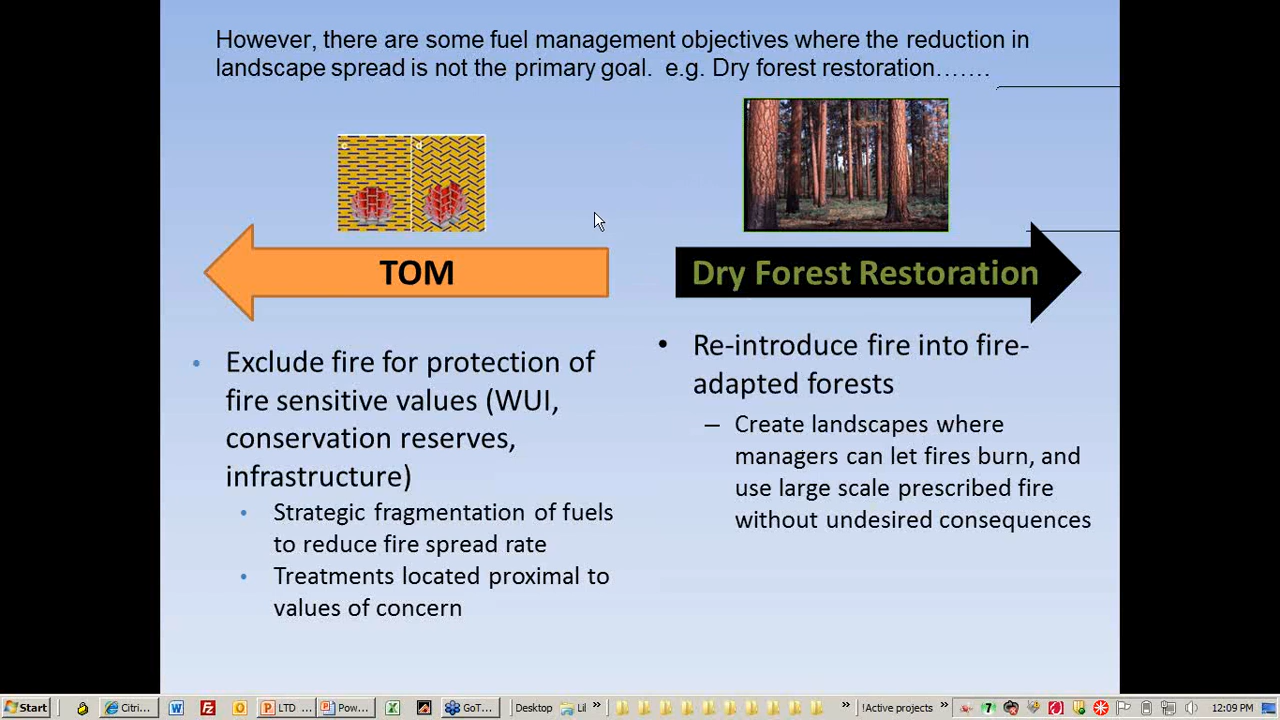 However, there are some fuel management objectives where the reduction in
landscape spread is not the primary goal.  e.g. Dry forest restoration…….
c d
TOM
• Exclude fire for protection of
fire sensitive values (WUI,
conservation reserves,
infrastructure)
• Strategic fragmentation of fuels
to reduce fire spread rate
• Treatments located proximal to
values of concern
Dry Forest Restoration
• Re-introduce fire into fire-
adapted forests
– Create landscapes where
managers can let fires burn, and
use large scale prescribed fire
without undesired consequences
Start Citri... LTD ... Pow... GoT... Desktop Lil » » !Active projects » 12:09 PM